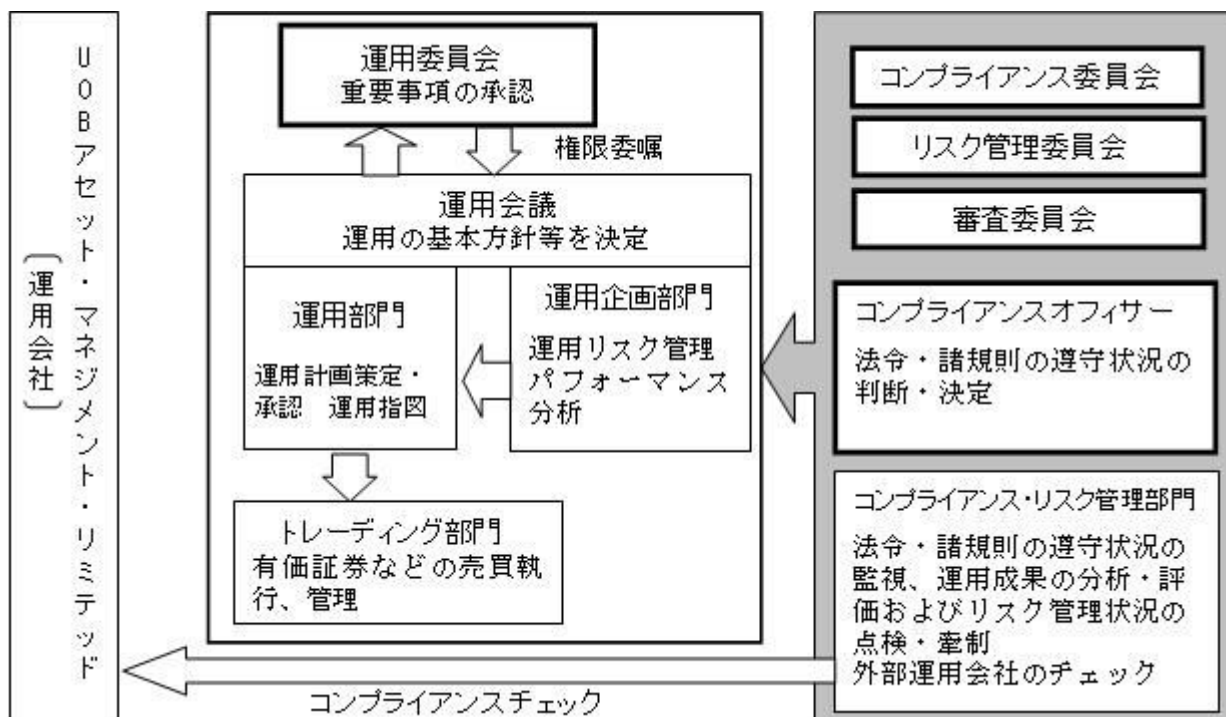 UOBアセット・マネジメント・リミテッド
〔運用会社〕
運用委員会
重要事項の承認
権限委嘱
運用会議
運用の基本方針等を決定
運用部門
運用計画策定・
承認　運用指図
運用企画部門
運用リスク管理
パフォーマンス
分析
トレーディング部門
有価証券などの売買執
行、管理
コンプライアンスチェック
コンプライアンス委員会
リスク管理委員会
審査委員会
コンプライアンスオフィサー
法令・諸規則の遵守状況の
判断・決定
コンプライアンス・リスク管理部門
法令・諸規則の遵守状況の
監視、運用成果の分析・評
価およびリスク管理状況の
点検・牽制
外部運用会社のチェック